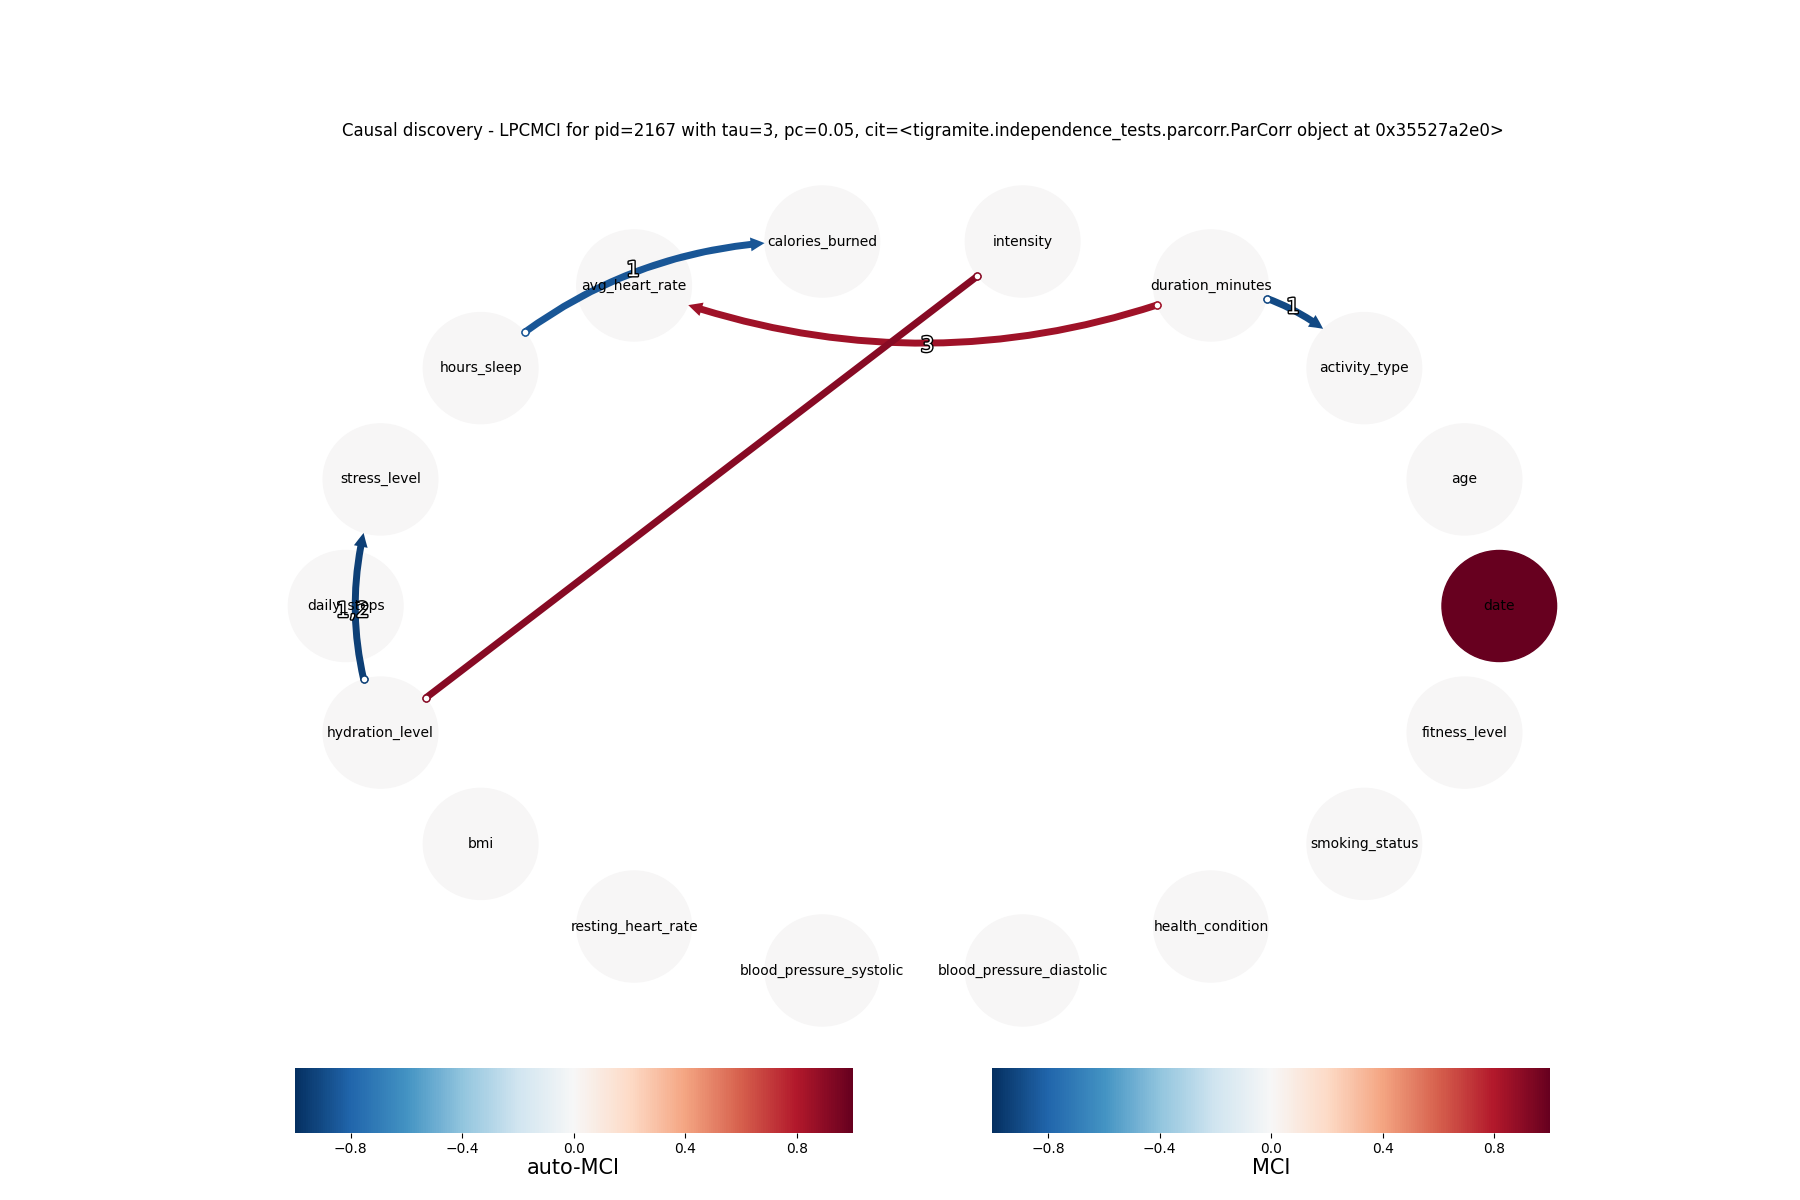 Causal discovery - LPCMCI for pid=2167 with tau=3, pc=0.05, cit=<tigramite.independence_tests.parcorr.ParCorr object at 0x35527a2e0>
calories_burned
intensity
1
avg_heart_rate
duration_minutes
1
3
hours_sleep
activity_type
stress_level
age
daily_steps
1,2
date
hydration_level
fitness_level
bmi
smoking_status
resting_heart_rate
health_condition
blood_pressure_systolic
blood_pressure_diastolic
−0.8 −0.4 0.0 0.4 0.8
auto-MCI
−0.8 −0.4 0.0 0.4 0.8
MCI